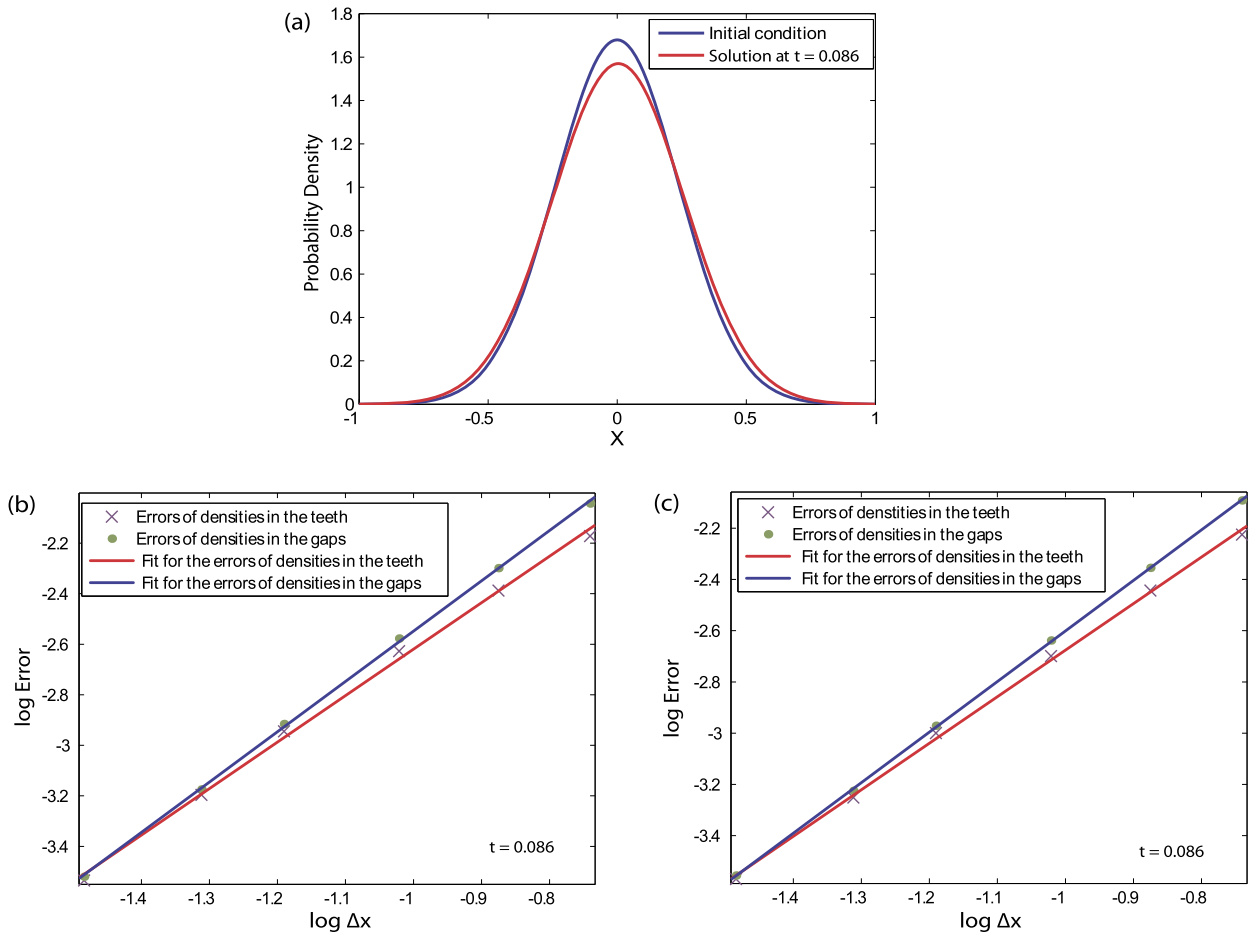 (a)
1.8
1.6
1.4
1.2
1
0.8
0.6
0.4
0.2
0
Probability Density
Initial condition
Solution at t = 0.086
-1
-0.5
0
0.5
1
X
(b)
Errors of densities in the teeth
Errors of densities in the gaps
Fit for the errors of densities in the teeth
Fit for the errors of densities in the gaps
-2.2
-2.4
-2.6
-2.8
-3
-3.2
-3.4
log Error
t = 0.086
-1.4
-1.3
-1.2
-1.1
-1
-0.9
-0.8
log Δx
(c)
Errors of denstities in the teeth
Errors of densities in the gaps
Fit for the errors of densities in the teeth
Fit for the errors of densities in the gaps
-2.2
-2.4
-2.6
-2.8
-3
-3.2
-3.4
log Error
t = 0.086
-1.4
-1.3
-1.2
-1.1
-1
-0.9
-0.8
log Δx